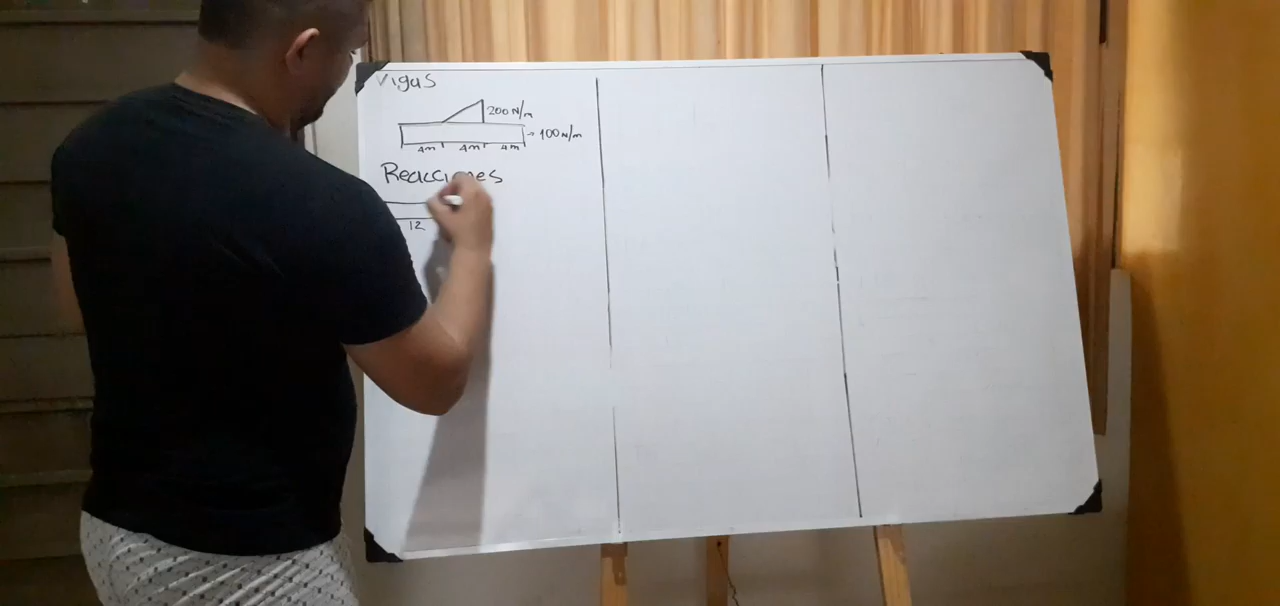 Vigas
200 N/m
→ 100 N/m
4m 4m 4m
Reacciones
12